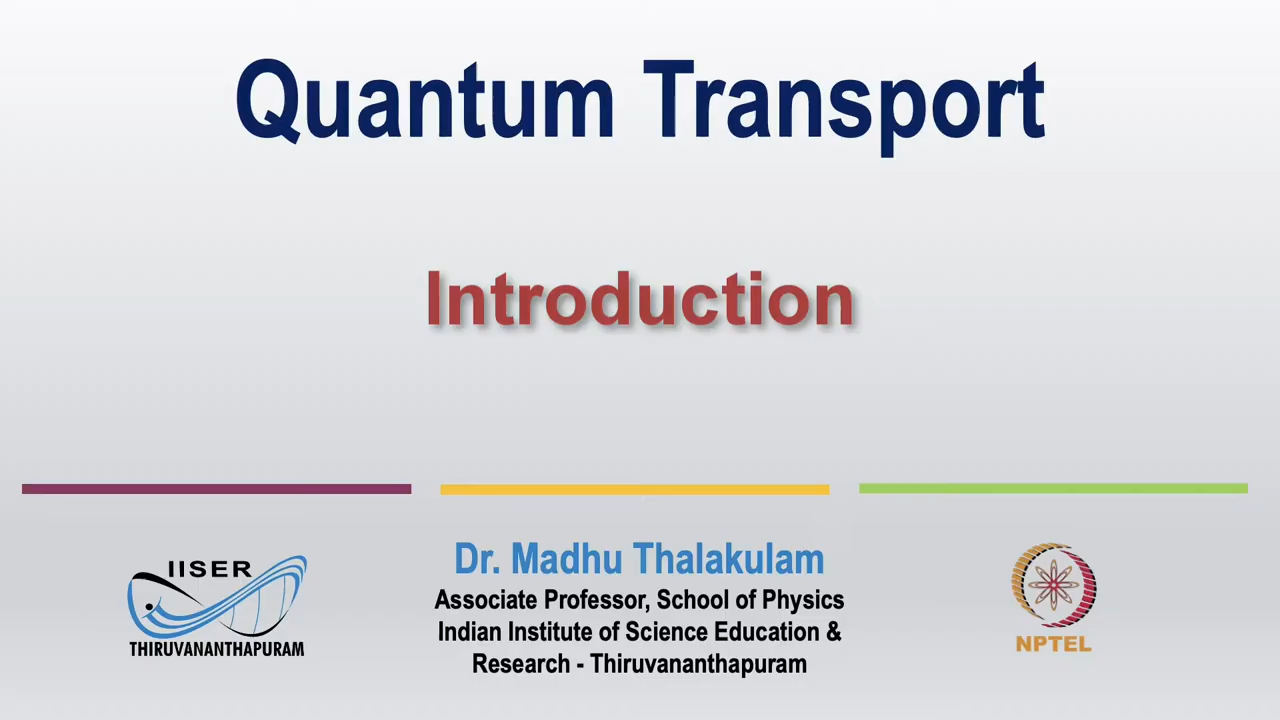 Quantum Transport
Introduction
IISER
THIRUVANANTHAPURAM
Dr. Madhu Thalakulam
Associate Professor, School of Physics
Indian Institute of Science Education &
Research - Thiruvananthapuram
NPTEL